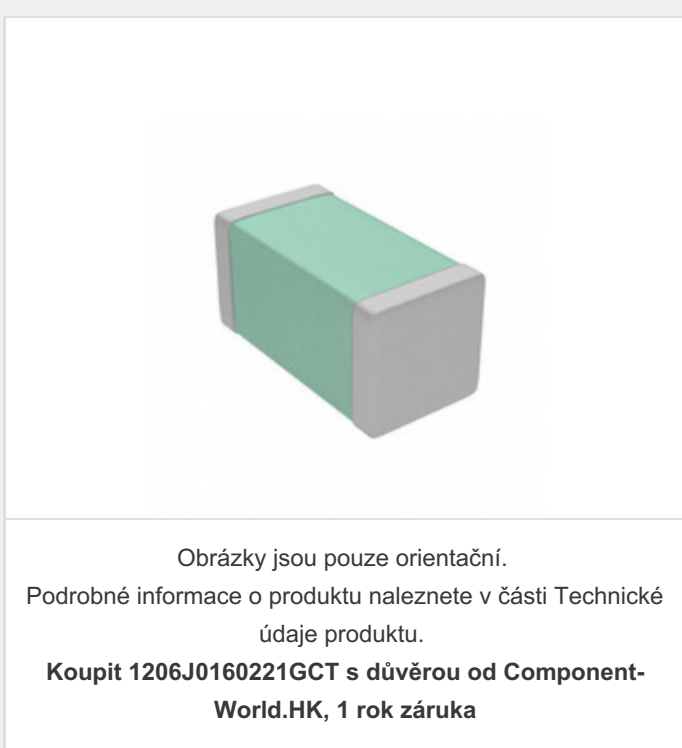 Obrázky jsou pouze orientační.
Podrobné informace o produktu naleznete v části Technické
údaje produktu.
Koupit 1206J0160221GCT s důvěrou od Component-
World.HK, 1 rok záruka